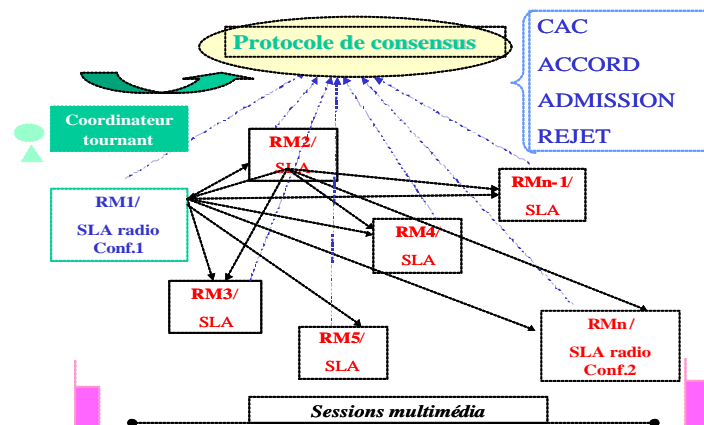 Protocole de consensus
CAC
ACCORD
ADMISSION
REJET
Coordinateur
tournant
RM2/
SLA
RMn-1/
SLA
RM1/
SLA radio
Conf.1
RM4/
SLA
RM3/
SLA
RM5/
SLA
RMn/
SLA radio
Conf.2
Sessions multimédia